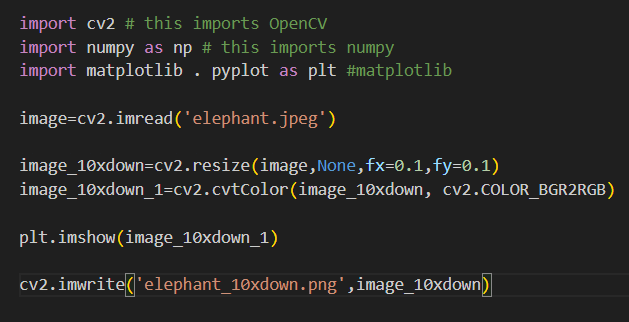 import cv2 # this imports OpenCV
import numpy as np # this imports numpy
import matplotlib . pyplot as plt #matplotlib
image=cv2.imread('elephant.jpeg')
image_10xdown=cv2.resize(image,None,fx=0.1,fy=0.1)
image_10xdown_1=cv2.cvtColor(image_10xdown, cv2.COLOR_BGR2RGB)
plt.imshow(image_10xdown_1)
cv2.imwrite('elephant_10xdown.png',image_10xdown)